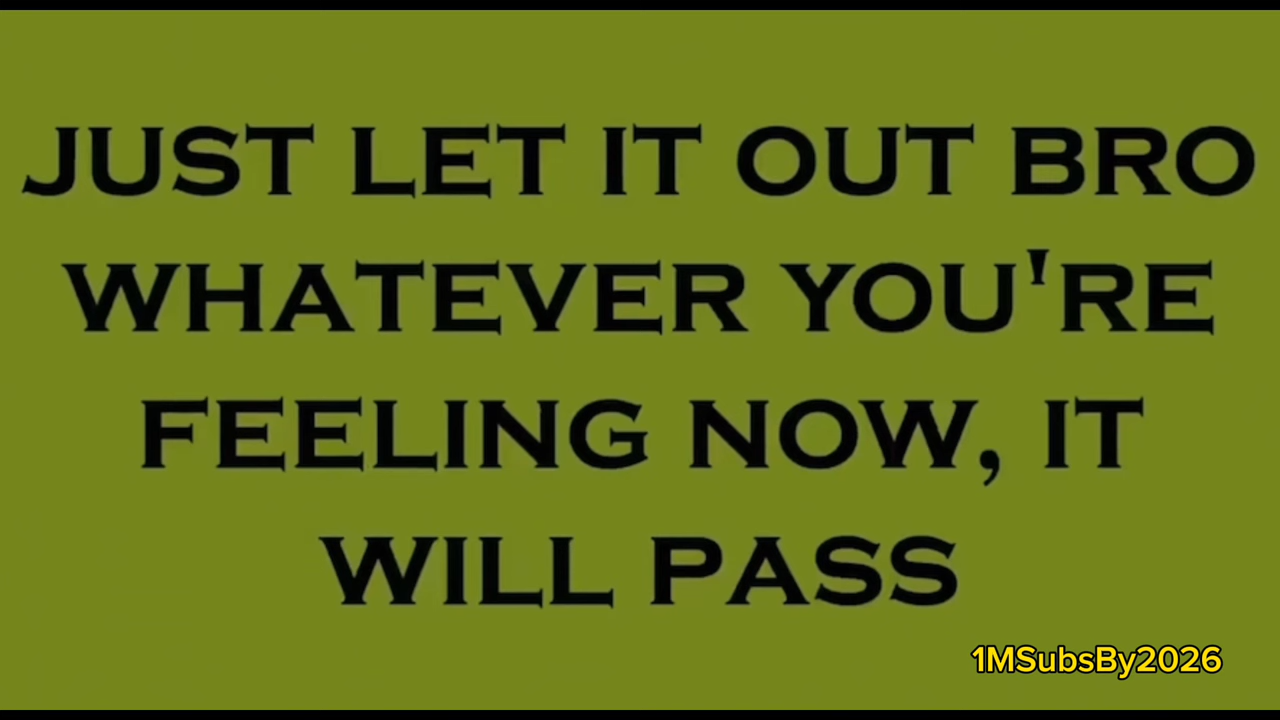 JUST LET IT OUT BRO
WHATEVER YOU'RE
FEELING NOW, IT
WILL PASS
1MSubsBy2026